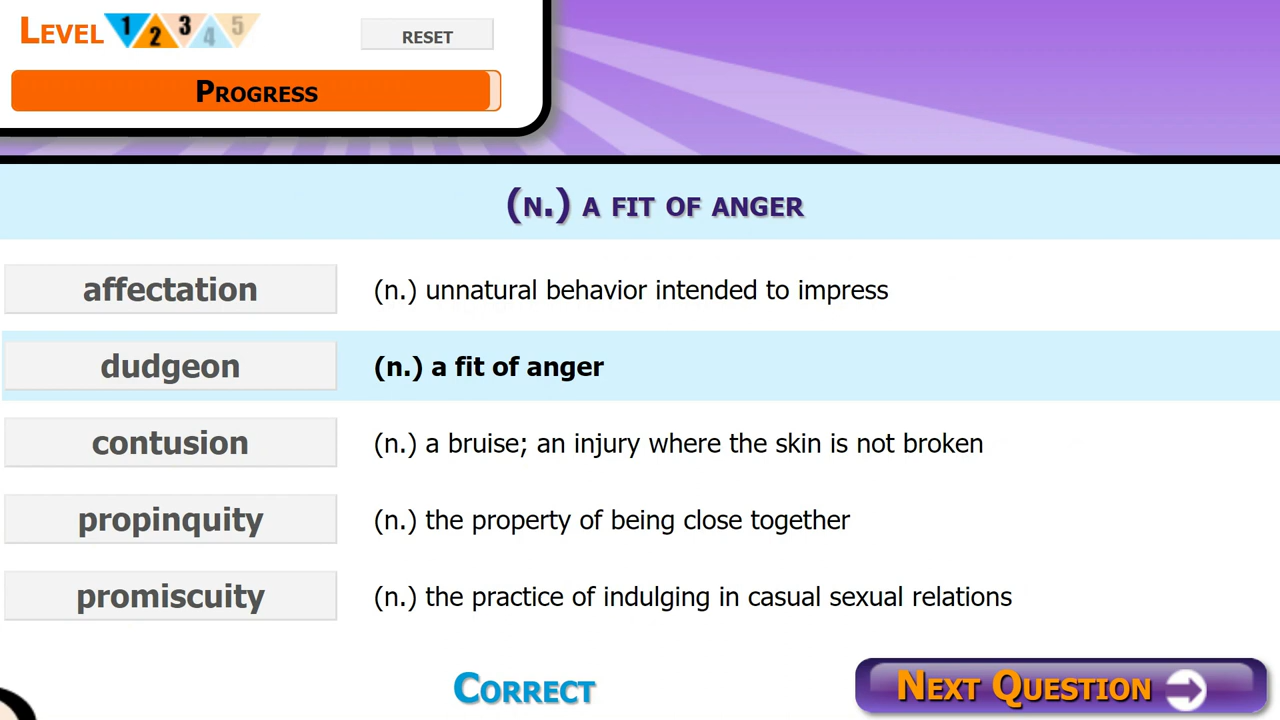 LEVEL 1 2 3 4 5
RESET
PROGRESS
(N.) A FIT OF ANGER
affectation (n.) unnatural behavior intended to impress
dudgeon (n.) a fit of anger
contusion (n.) a bruise; an injury where the skin is not broken
propinquity (n.) the property of being close together
promiscuity (n.) the practice of indulging in casual sexual relations
CORRECT
NEXT QUESTION